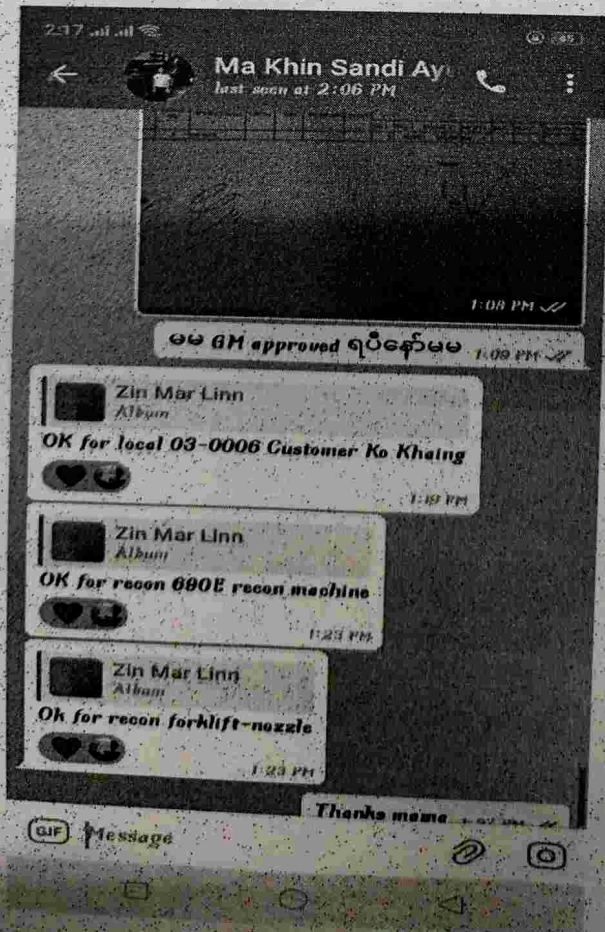 2:17
Ma Khin Sandi Ay
last seen at 2:06 PM
1:08 PM
မမ GM approved ရပီနော်မမ 1:09 PM
Zin Mar Linn
Album
OK for local 03-0006 Customer Ko Khaing
1:19 PM
Zin Mar Linn
Album
OK for recon 690E recon machine
1:23 PM
Zin Mar Linn
Album
Ok for recon forklift-nozzle
1:23 PM
Thanks mama
GIF Message